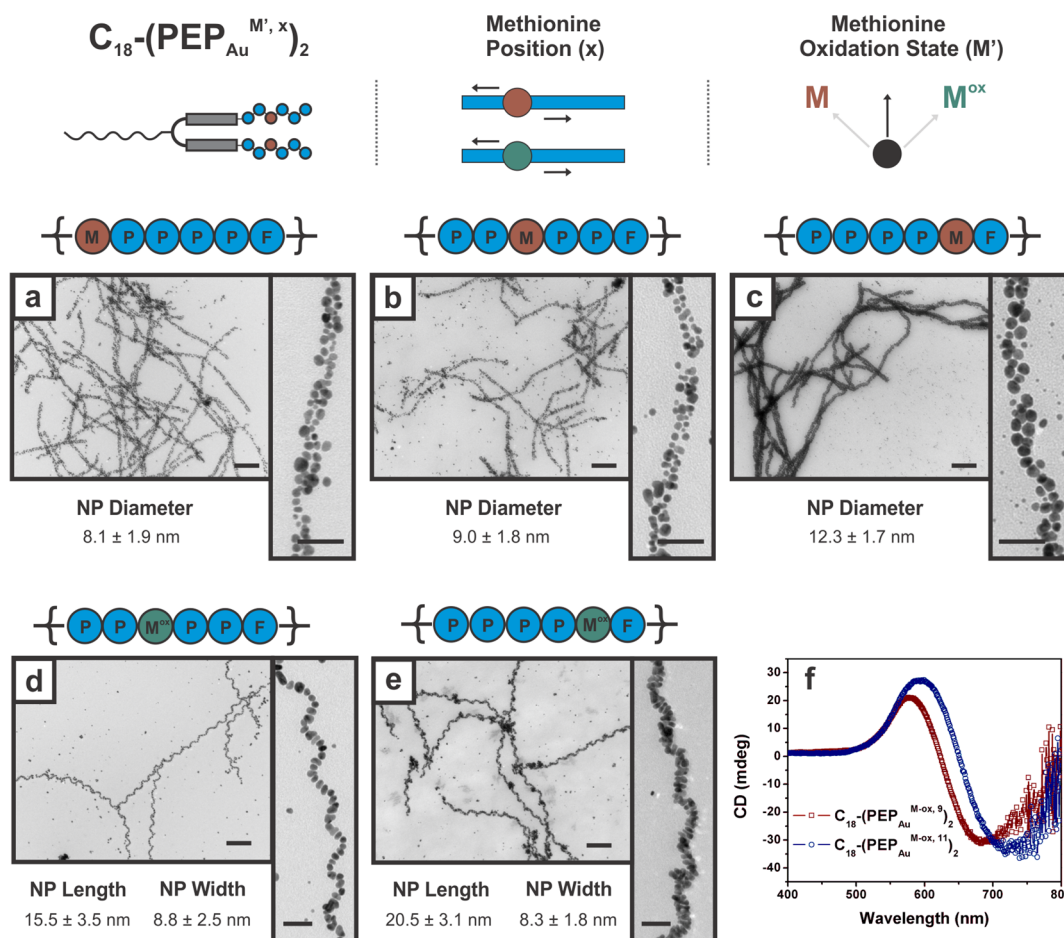 C18-(PEPAu M', x)2
Methionine
Position (x)
Methionine
Oxidation State (M')
M
Mox
{ M P P P P F }
{ P P M P P F }
{ P P P P M F }
a
b
c
NP Diameter
8.1 ± 1.9 nm
NP Diameter
9.0 ± 1.8 nm
NP Diameter
12.3 ± 1.7 nm
{ P P Mox P P F }
{ P P P P Mox F }
d
e
f
NP Length
15.5 ± 3.5 nm
NP Width
8.8 ± 2.5 nm
NP Length
20.5 ± 3.1 nm
NP Width
8.3 ± 1.8 nm
CD (mdeg)
30
20
10
0
-10
-20
-30
-40
C18-(PEPAu M-ox, 9)2
C18-(PEPAu M-ox, 11)2
400 500 600 700 80
Wavelength (nm)